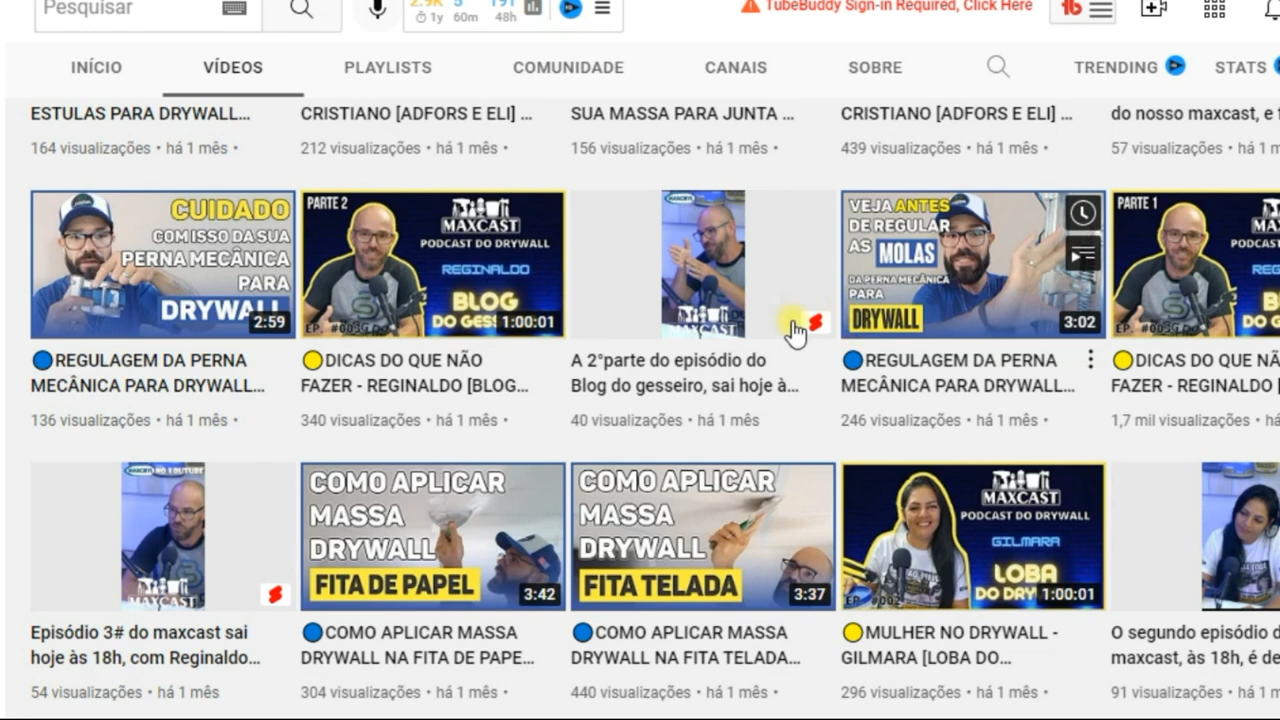 Pesquisar
2.9K 5 191
1y 60m 48h
TubeBuddy Sign-in Required, Click Here
INÍCIO VÍDEOS PLAYLISTS COMUNIDADE CANAIS SOBRE TRENDING STATS
ESTULAS PARA DRYWALL...
164 visualizações • há 1 mês •
CRISTIANO [ADFORS E ELI] ...
212 visualizações • há 1 mês •
SUA MASSA PARA JUNTA ...
156 visualizações • há 1 mês •
CRISTIANO [ADFORS E ELI] ...
439 visualizações • há 1 mês •
do nosso maxcast, e
57 visualizações • há 1
CUIDADO
COM ISSO DA SUA
PERNA MECÂNICA
PARA
DRYWALL
2:59
REGULAGEM DA PERNA
MECÂNICA PARA DRYWALL...
136 visualizações • há 1 mês •
PARTE 2
MAXCAST
PODCAST DO DRYWALL
REGINALDO
BLOG
DO GESS
1:00:01
DICAS DO QUE NÃO
FAZER - REGINALDO [BLOG...
340 visualizações • há 1 mês •
MAXCAST
A 2°parte do episódio do
Blog do gesseiro, sai hoje à...
40 visualizações • há 1 mês
VEJA ANTES
DE REGULAR
AS MOLAS
DA PERNA MECÂNICA
PARA
DRYWALL
3:02
REGULAGEM DA PERNA
MECÂNICA PARA DRYWALL...
246 visualizações • há 1 mês •
PARTE 1
DICAS DO QUE NÃ
FAZER - REGINALDO [
1,7 mil visualizações • há
NO YOUTUBE
MAXCAST
Episódio 3# do maxcast sai
hoje às 18h, com Reginaldo...
54 visualizações • há 1 mês
COMO APLICAR
MASSA
DRYWALL
FITA DE PAPEL
3:42
COMO APLICAR MASSA
DRYWALL NA FITA DE PAPE...
304 visualizações • há 1 mês •
COMO APLICAR
MASSA
DRYWALL
FITA TELADA
3:37
COMO APLICAR MASSA
DRYWALL NA FITA TELADA...
440 visualizações • há 1 mês •
MAXCAST
PODCAST DO DRYWALL
GILMARA
LOBA
DO DRY
1:00:01
MULHER NO DRYWALL -
GILMARA [LOBA DO...
296 visualizações • há 1 mês •
O segundo episódio d
maxcast, às 18h, é de
91 visualizações • há 1